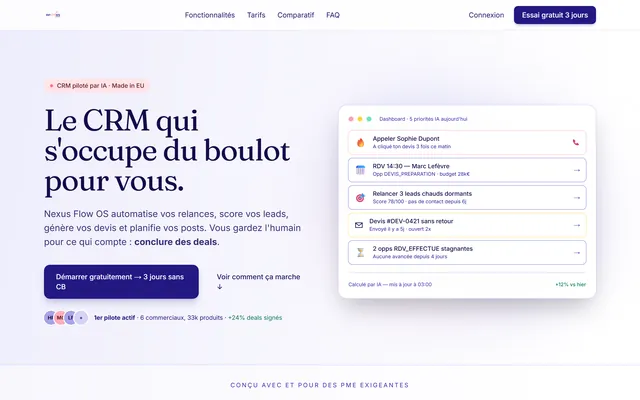 Fonctionnalités Tarifs Comparatif FAQ
Connexion Essai gratuit 3 jours
CRM piloté par IA · Made in EU
Le CRM qui
s'occupe du boulot
pour vous.
Nexus Flow OS automatise vos relances, score vos leads,
génère vos devis et planifie vos posts. Vous gardez l'humain
pour ce qui compte : conclure des deals.
Démarrer gratuitement → 3 jours sans
CB
Voir comment ça marche
↓
1er pilote actif · 6 commerciaux, 33k produits · +24% deals signés
Dashboard · 5 priorités IA aujourd'hui
Appeler Sophie Dupont
A cliqué ton devis 3 fois ce matin
RDV 14:30 — Marc Lefèvre
Opp DEVIS_PREPARATION · budget 28k€
Relancer 3 leads chauds dormants
Score 78/100 · pas de contact depuis 6j
Devis #DEV-0421 sans retour
Envoyé il y a 5j · ouvert 2x
2 opps RDV_EFFECTUE stagnantes
Aucune avancée depuis 4 jours
Calculé par IA — mis à jour à 03:00
+12% vs hier
CONÇU AVEC ET POUR DES PME EXIGEANTES